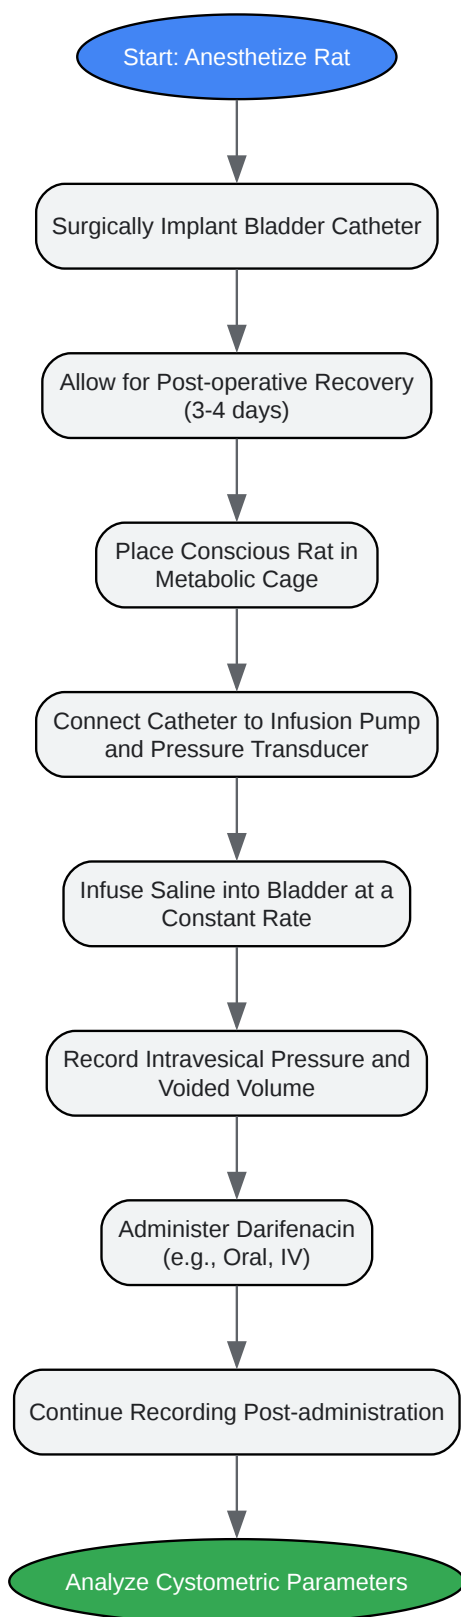 Start: Anesthetize Rat
Surgically Implant Bladder Catheter
Allow for Post-operative Recovery
(3-4 days)
Place Conscious Rat in
Metabolic Cage
Connect Catheter to Infusion Pump
and Pressure Transducer
Infuse Saline into Bladder at a
Constant Rate
Record Intravesical Pressure and
Voided Volume
Administer Darifenacin
(e.g., Oral, IV)
Continue Recording Post-administration
Analyze Cystometric Parameters